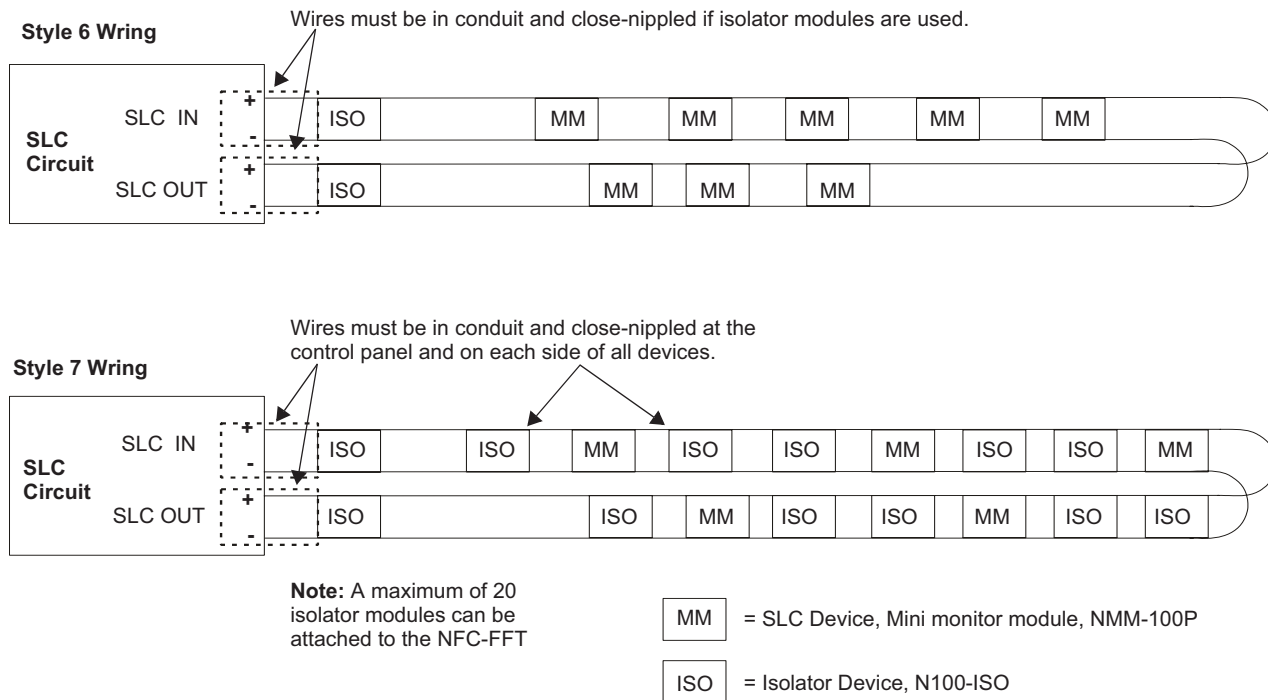 Wires must be in conduit and close-nippled if isolator modules are used.
Style 6 Wring
SLC Circuit
SLC IN
+
-
ISO MM MM MM MM MM
SLC OUT
+
-
ISO MM MM MM
Wires must be in conduit and close-nippled at the
control panel and on each side of all devices.
Style 7 Wring
SLC Circuit
SLC IN
+
-
ISO ISO MM ISO ISO MM ISO ISO MM
SLC OUT
+
-
ISO ISO MM ISO ISO MM ISO ISO
Note: A maximum of 20
isolator modules can be
attached to the NFC-FFT
MM = SLC Device, Mini monitor module, NMM-100P
ISO = Isolator Device, N100-ISO